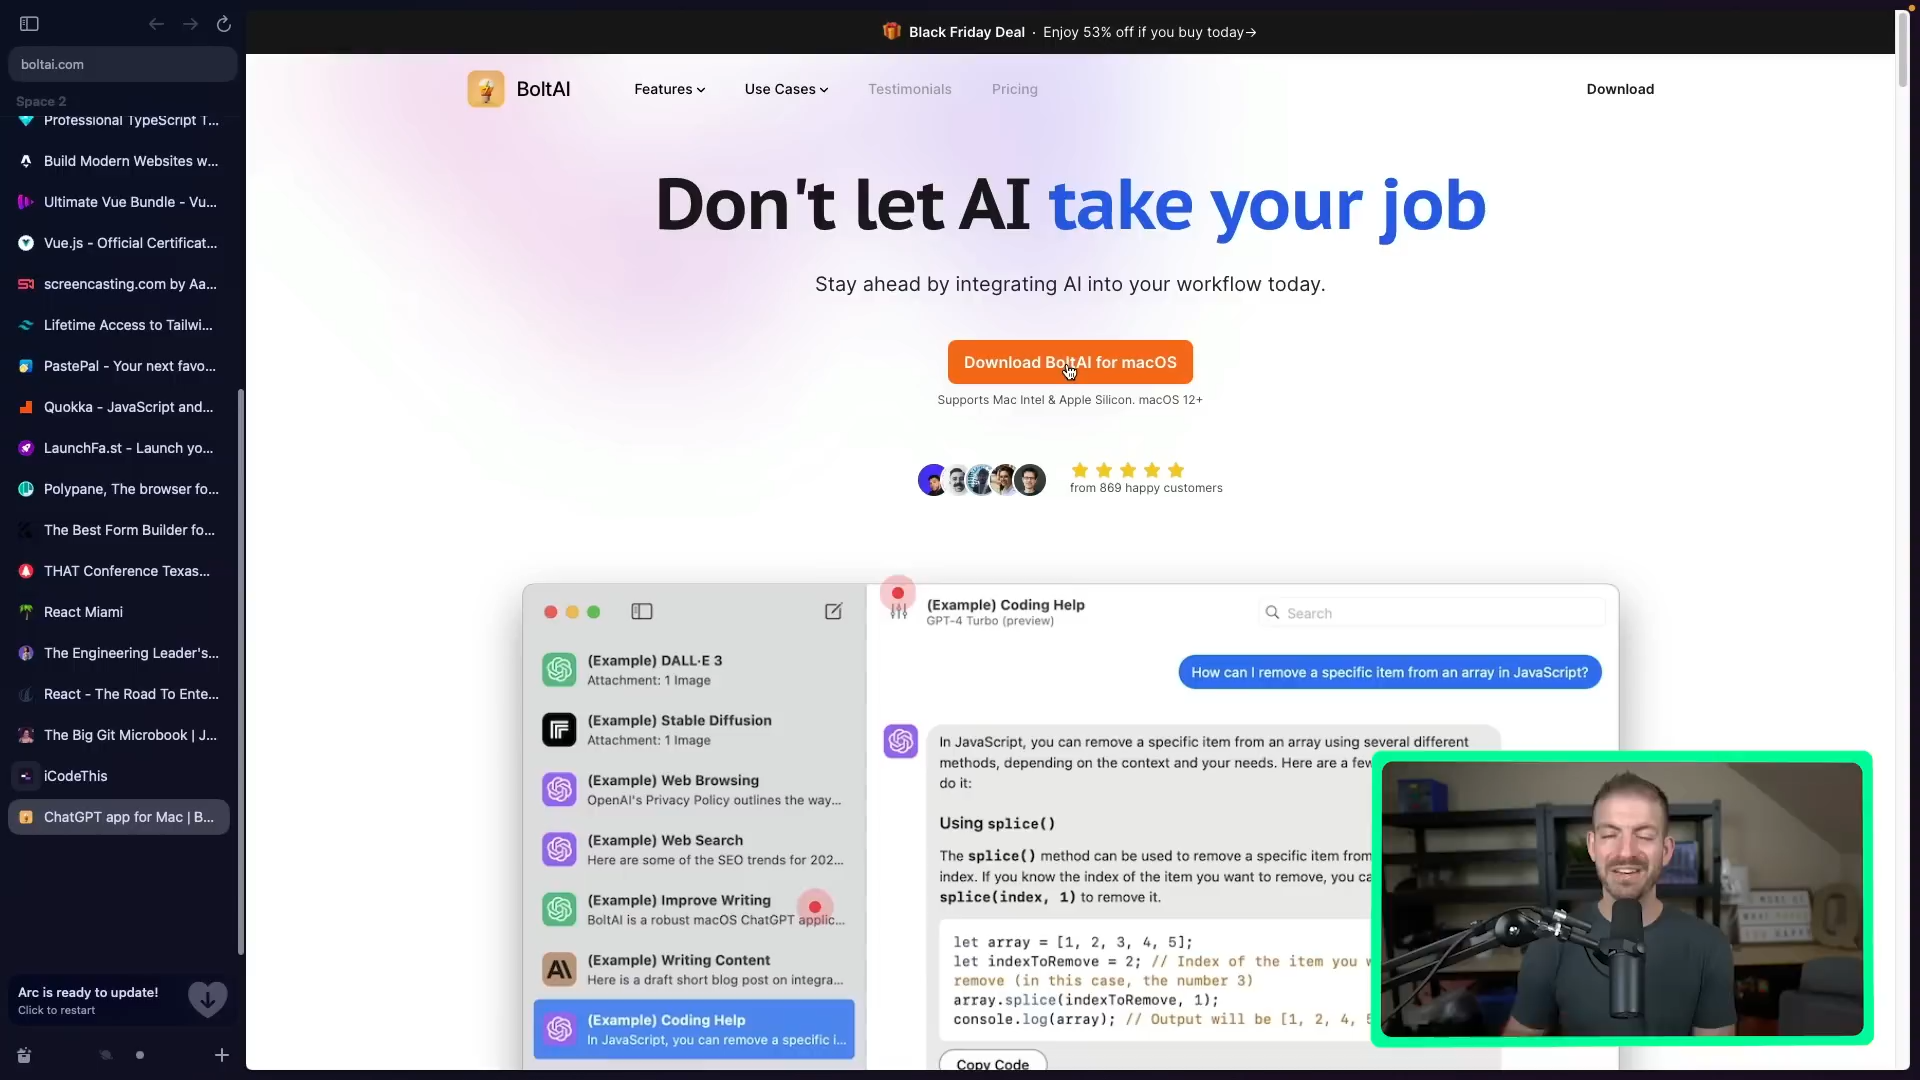 boltai.com
Space 2
Professional TypeScript T...
Build Modern Websites w...
Ultimate Vue Bundle - Vu...
Vue.js - Official Certificat...
screencasting.com by Aa...
Lifetime Access to Tailwi...
PastePal - Your next favo...
Quokka - JavaScript and...
LaunchFa.st - Launch yo...
Polypane, The browser fo...
The Best Form Builder fo...
THAT Conference Texas...
React Miami
The Engineering Leader's...
React - The Road To Ente...
The Big Git Microbook | J...
iCodeThis
ChatGPT app for Mac | B...
Arc is ready to update!
Click to restart
Black Friday Deal · Enjoy 53% off if you buy today→
BoltAI
Features
Use Cases
Testimonials
Pricing
Download
Don't let AI take your job
Stay ahead by integrating AI into your workflow today.
Download BoltAI for macOS
Supports Mac Intel & Apple Silicon. macOS 12+
from 869 happy customers
(Example) DALL·E 3
Attachment: 1 Image
(Example) Stable Diffusion
Attachment: 1 Image
(Example) Web Browsing
OpenAI's Privacy Policy outlines the way...
(Example) Web Search
Here are some of the SEO trends for 202...
(Example) Improve Writing
BoltAI is a robust macOS ChatGPT applic...
(Example) Writing Content
Here is a draft short blog post on integra...
(Example) Coding Help
In JavaScript, you can remove a specific i...
(Example) Coding Help
GPT-4 Turbo (preview)
Search
How can I remove a specific item from an array in JavaScript?
In JavaScript, you can remove a specific item from an array using several different
methods, depending on the context and your needs. Here are a few
do it:
Using splice()
The splice() method can be used to remove a specific item from
index. If you know the index of the item you want to remove, you ca
splice(index, 1) to remove it.
let array = [1, 2, 3, 4, 5];
let indexToRemove = 2; // Index of the item you w
remove (in this case, the number 3)
array.splice(indexToRemove, 1);
console.log(array); // Output will be [1, 2, 4, 5
Copy Code